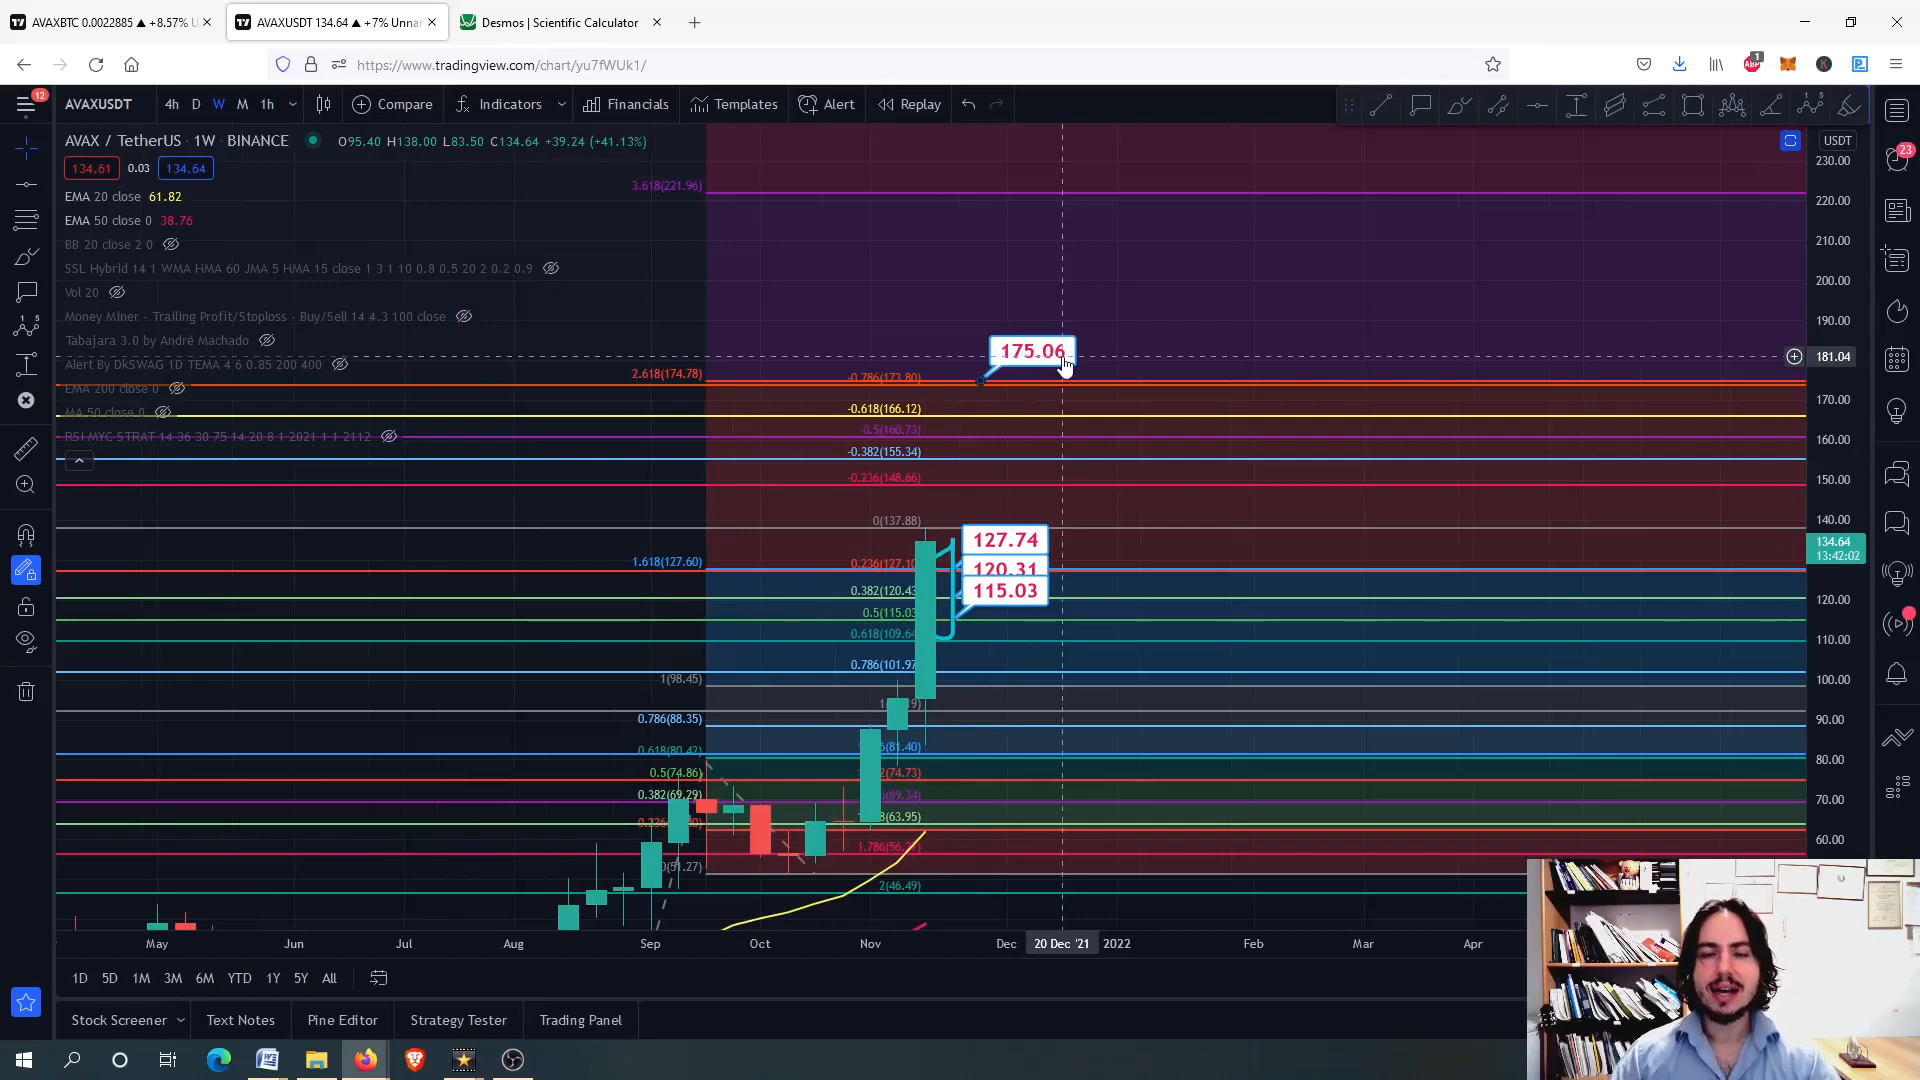 AVAXBTC 0.0022885 ▲ +8.57% U
AVAXUSDT 134.64 ▲ +7% Unnar
Desmos | Scientific Calculator
https://www.tradingview.com/chart/yu7fWUk1/
1
12
AVAXUSDT
4h D W M 1h
Compare
Indicators
Financials
Templates
Alert
Replay
AVAX / TetherUS · 1W · BINANCE
O95.40 H138.00 L83.50 C134.64 +39.24 (+41.13%)
134.61 0.03 134.64
EMA 20 close 61.82
EMA 50 close 0 38.76
BB 20 close 2 0
SSL Hybrid 14 1 WMA HMA 60 JMA 5 HMA 15 close 1 3 1 10 0.8 0.5 20 2 0.2 0.9
Vol 20
Money Miner - Trailing Profit/Stoploss - Buy/Sell 14 4.3 100 close
Tabajara 3.0 by André Machado
Alert By DkSWAG 1D TEMA 4 6 0.85 200 400
EMA 200 close 0
MA 50 close 0
RSI MYC STRAT 14 36 30 75 14 20 8 1 2021 1 1 2112
3.618(221.96)
2.618(174.78)
1.618(127.60)
1(98.45)
0.786(88.35)
0.618(80.42)
0.5(74.86)
0.382(69.29)
0(51.27)
-0.786(173.80)
-0.618(166.12)
-0.5(160.73)
-0.382(155.34)
-0.236(148.66)
0(137.88)
0.236(127.10
0.382(120.43
0.5(115.03
0.618(109.64
0.786(101.97
2(46.49)
175.06
127.74
120.31
115.03
USDT
230.00
220.00
210.00
200.00
190.00
181.04
170.00
160.00
150.00
140.00
134.64
13:42:02
120.00
110.00
100.00
90.00
80.00
70.00
60.00
23
May Jun Jul Aug Sep Oct Nov Dec 20 Dec '21 2022 Feb Mar Apr
1D 5D 1M 3M 6M YTD 1Y 5Y All
Stock Screener
Text Notes
Pine Editor
Strategy Tester
Trading Panel